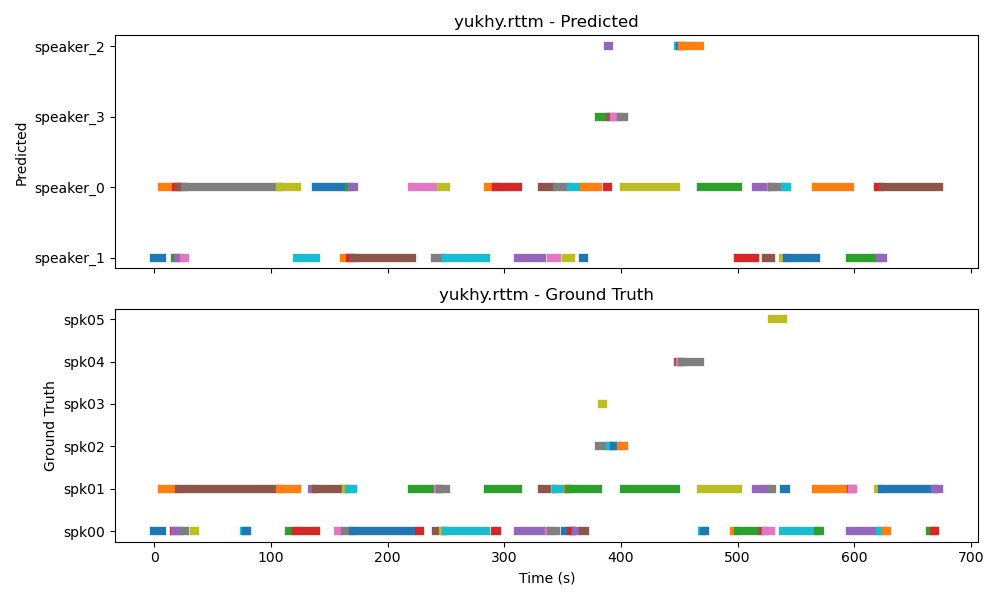 yukhy.rttm - Predicted
speaker_2
speaker_3
speaker_0
speaker_1
Predicted
yukhy.rttm - Ground Truth
spk05
spk04
spk03
spk02
spk01
spk00
Ground Truth
0 100 200 300 400 500 600 700
Time (s)